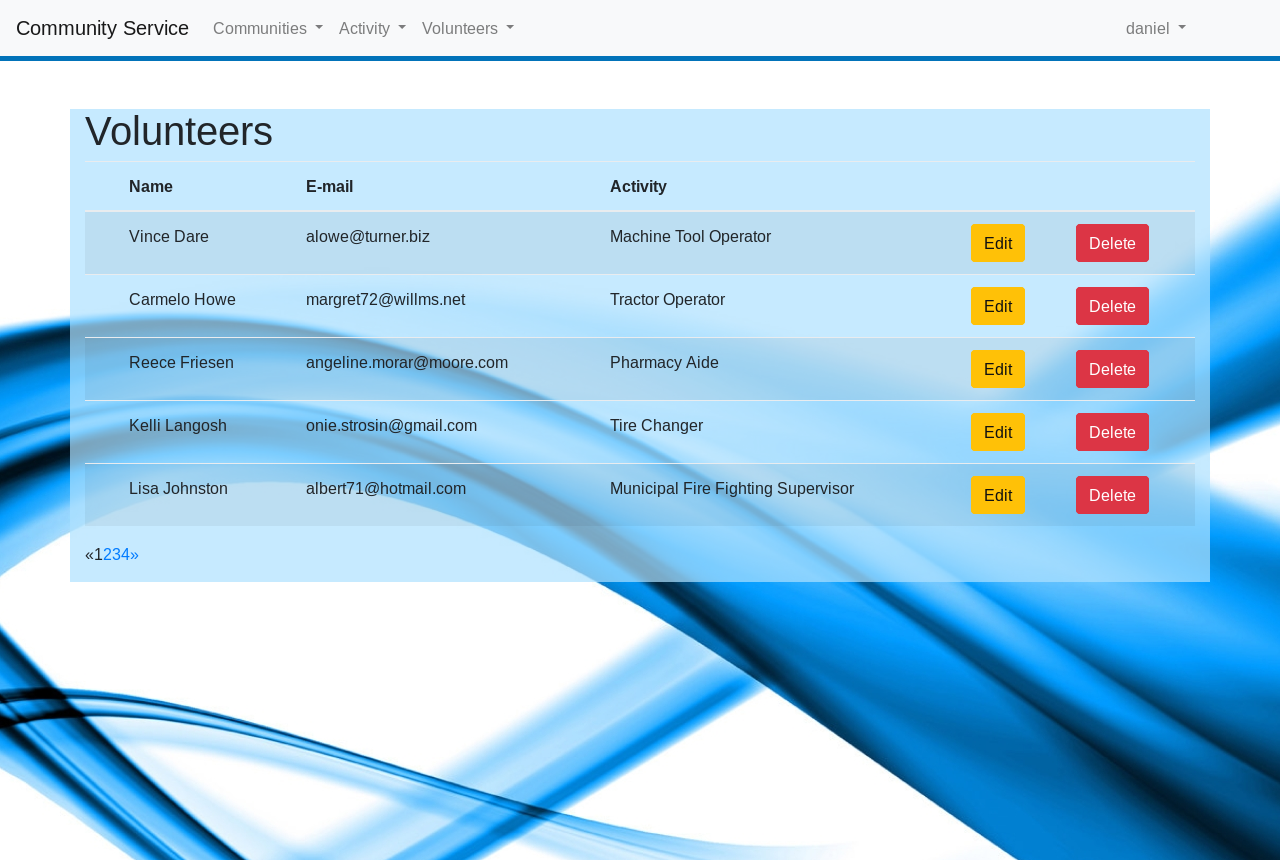 Community Service Communities Activity Volunteers daniel
Volunteers
Name E-mail Activity
Vince Dare alowe@turner.biz Machine Tool Operator Edit Delete
Carmelo Howe margret72@willms.net Tractor Operator Edit Delete
Reece Friesen angeline.morar@moore.com Pharmacy Aide Edit Delete
Kelli Langosh onie.strosin@gmail.com Tire Changer Edit Delete
Lisa Johnston albert71@hotmail.com Municipal Fire Fighting Supervisor Edit Delete
«1234»